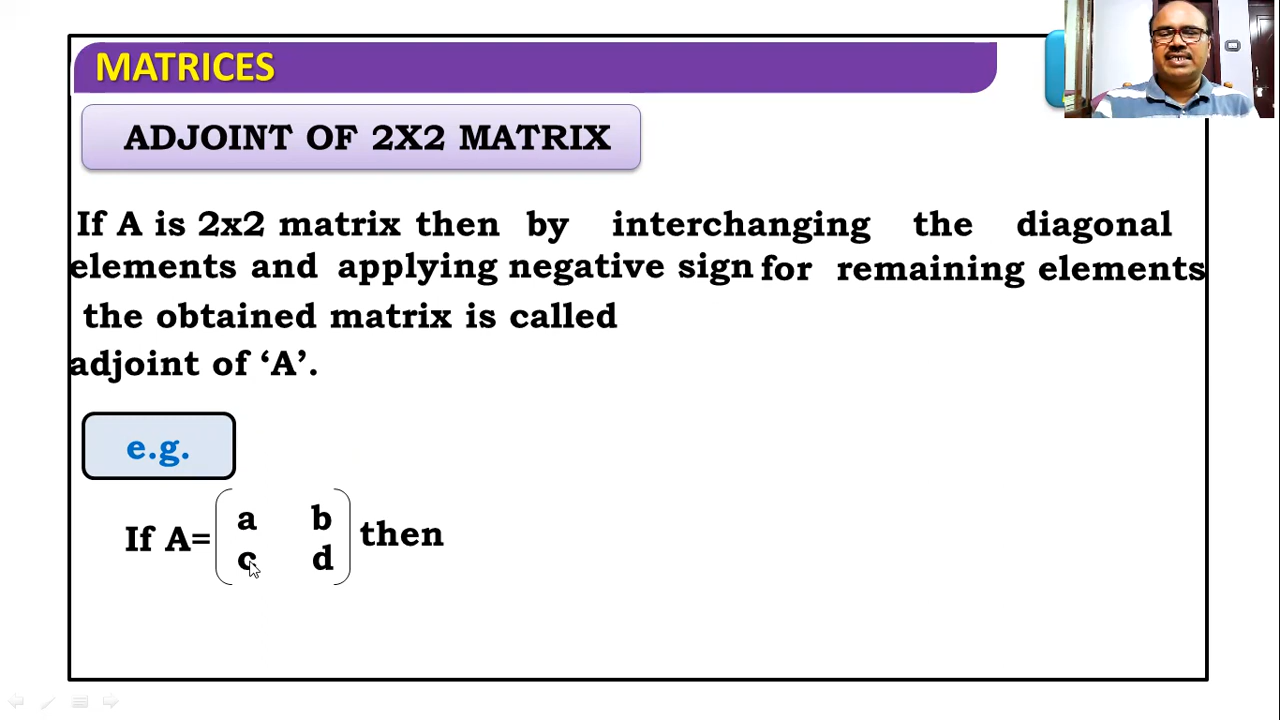 MATRICES
ADJOINT OF 2X2 MATRIX
If A is 2x2 matrix then by interchanging the diagonal
elements and applying negative sign for remaining elements
the obtained matrix is called
adjoint of ‘A’.
e.g.
a b
If A= then
c d